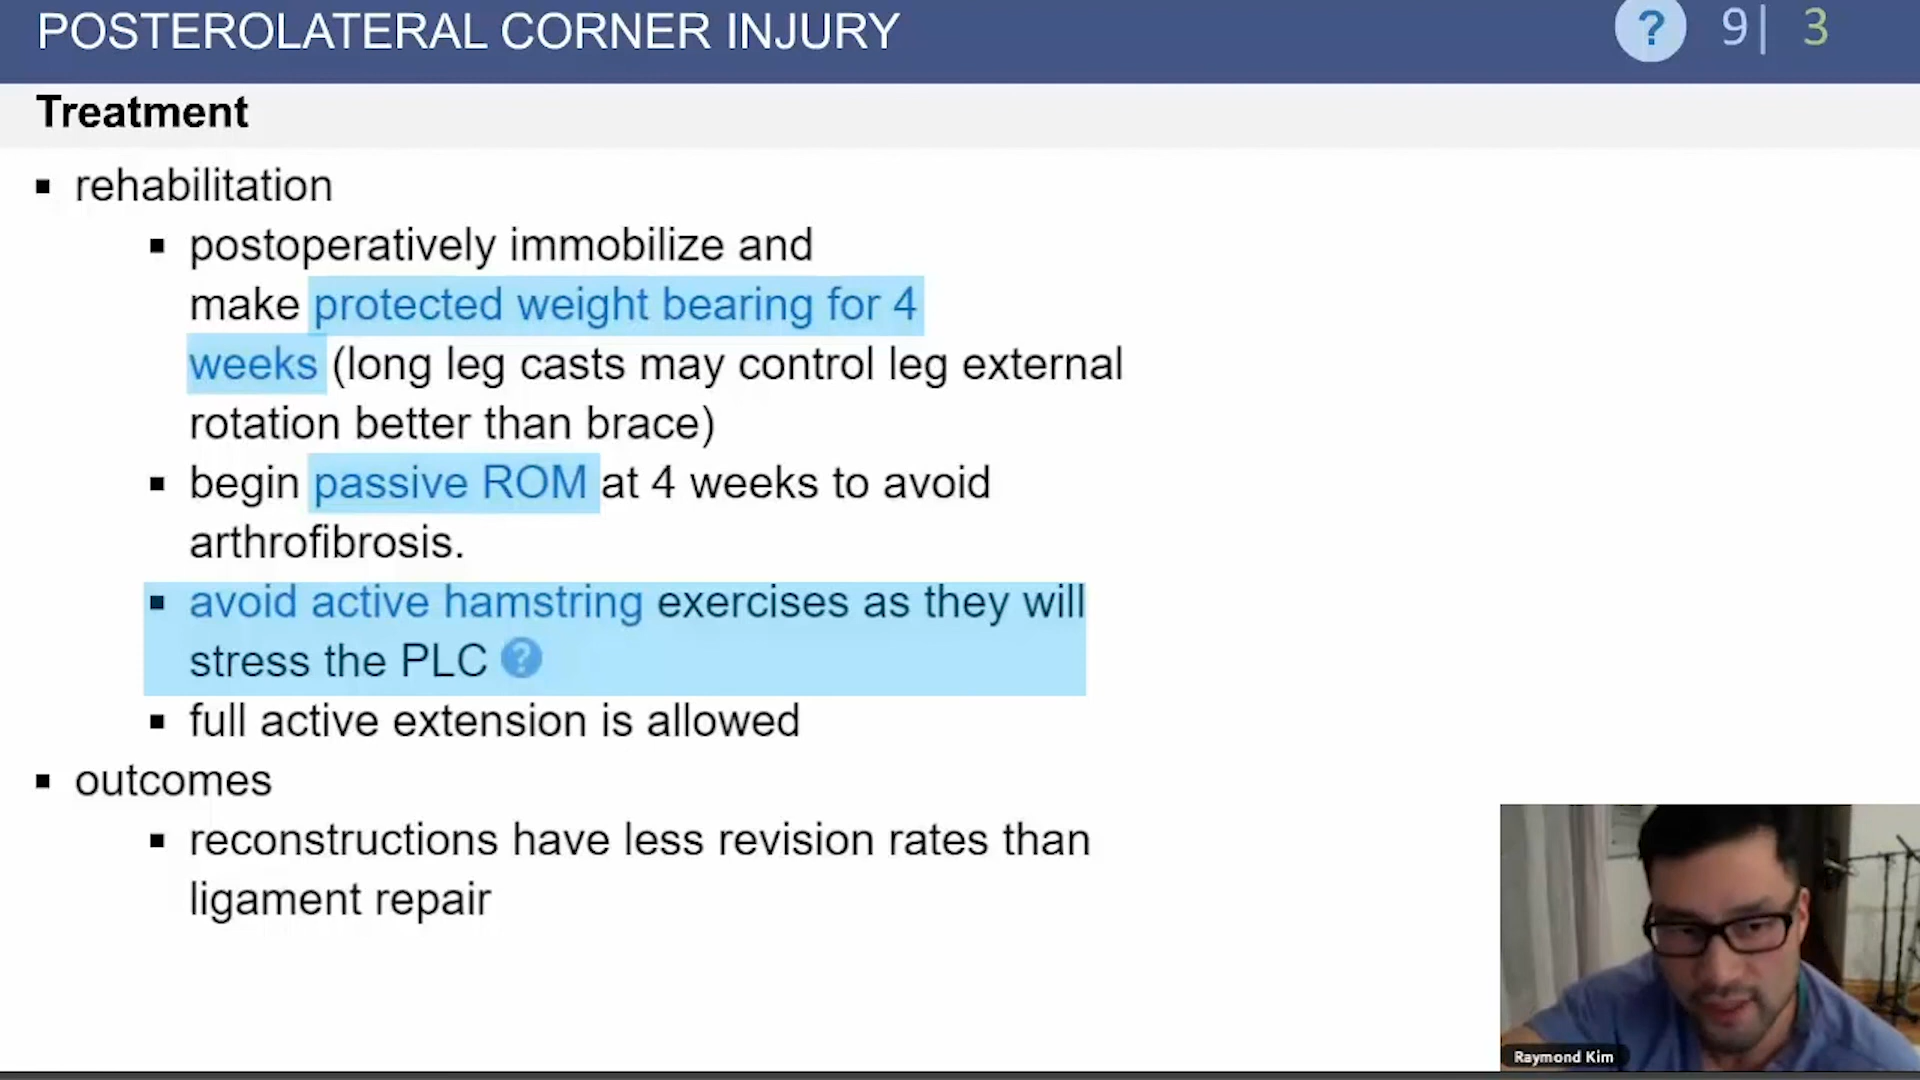 POSTEROLATERAL CORNER INJURY
? 9| 3
Treatment
▪ rehabilitation
▪ postoperatively immobilize and
make protected weight bearing for 4
weeks (long leg casts may control leg external
rotation better than brace)
▪ begin passive ROM at 4 weeks to avoid
arthrofibrosis.
▪ avoid active hamstring exercises as they will
stress the PLC ?
▪ full active extension is allowed
▪ outcomes
▪ reconstructions have less revision rates than
ligament repair
Raymond Kim